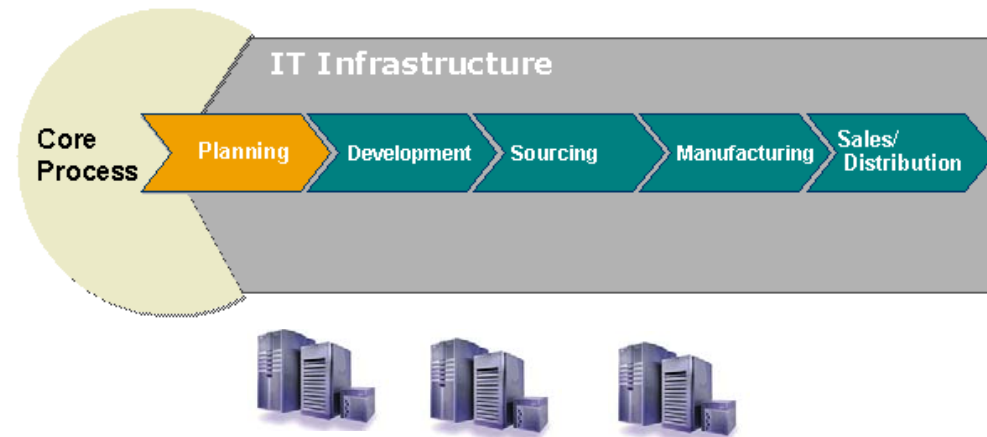 IT Infrastructure
Core
Process
Planning
Development
Sourcing
Manufacturing
Sales/
Distribution